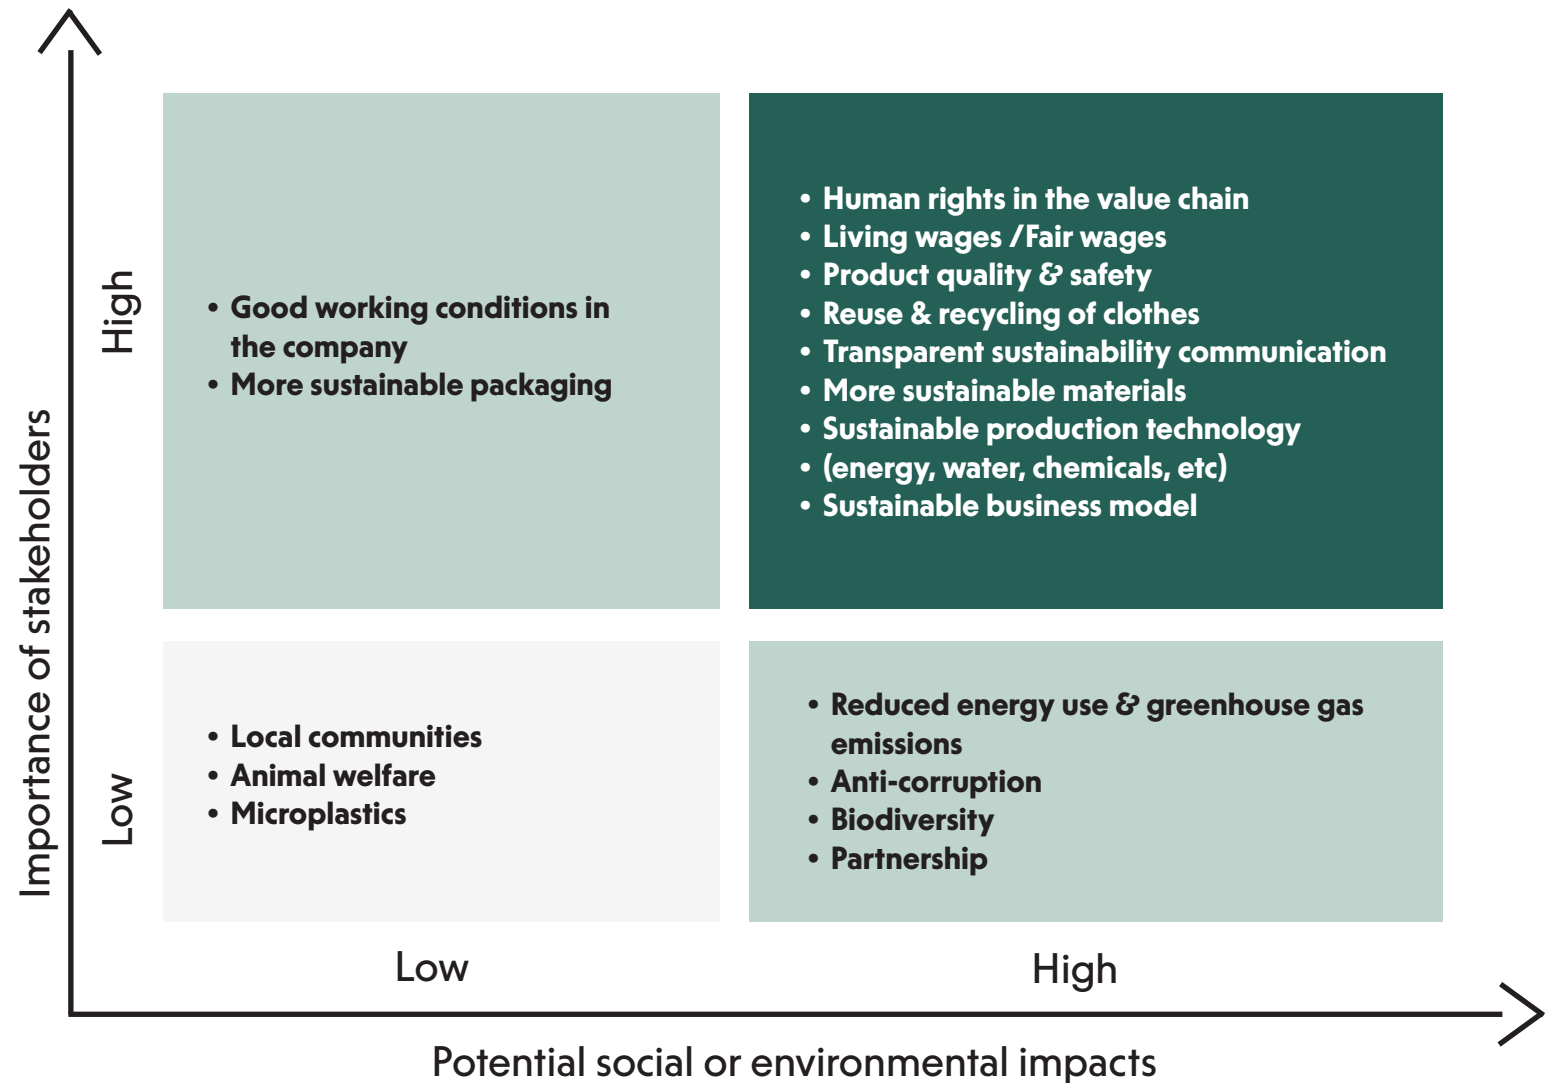 Importance of stakeholders
High
• Good working conditions in
the company
• More sustainable packaging
• Human rights in the value chain
• Living wages /Fair wages
• Product quality & safety
• Reuse & recycling of clothes
• Transparent sustainability communication
• More sustainable materials
• Sustainable production technology
• (energy, water, chemicals, etc)
• Sustainable business model
Low
• Local communities
• Animal welfare
• Microplastics
• Reduced energy use & greenhouse gas
emissions
• Anti-corruption
• Biodiversity
• Partnership
Low
High
Potential social or environmental impacts